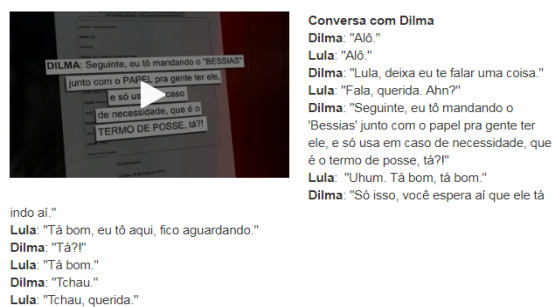 DILMA: Seguinte, eu tô mandando o "BESSIAS"
junto com o PAPEL pra gente ter ele,
e só us caso
de necessidade, que é o
TERMO DE POSSE, tá?!
Conversa com Dilma
Dilma: "Alô."
Lula: "Alô."
Dilma: "Lula, deixa eu te falar uma coisa."
Lula: "Fala, querida. Ahn?"
Dilma: "Seguinte, eu tô mandando o
'Bessias' junto com o papel pra gente ter
ele, e só usa em caso de necessidade, que
é o termo de posse, tá?!"
Lula: "Uhum. Tá bom, tá bom."
Dilma: "Só isso, você espera aí que ele tá
indo aí."
Lula: "Tá bom, eu tô aqui, fico aguardando."
Dilma: "Tá?!"
Lula: "Tá bom."
Dilma: "Tchau."
Lula: "Tchau, querida."